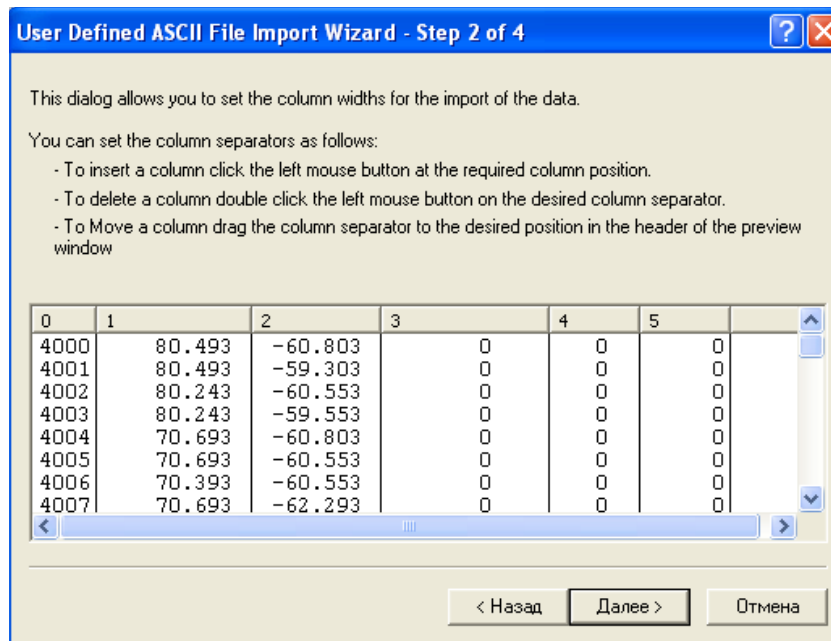 User Defined ASCII File Import Wizard - Step 2 of 4
This dialog allows you to set the column widths for the import of the data.
You can set the column separators as follows:
- To insert a column click the left mouse button at the required column position.
- To delete a column double click the left mouse button on the desired column separator.
- To Move a column drag the column separator to the desired position in the header of the preview
window
0 1 2 3 4 5
4000 80.493 -60.803 0 0 0
4001 80.493 -59.303 0 0 0
4002 80.243 -60.553 0 0 0
4003 80.243 -59.553 0 0 0
4004 70.693 -60.803 0 0 0
4005 70.693 -60.553 0 0 0
4006 70.393 -60.553 0 0 0
4007 70.693 -62.293 0 0 0
< Назад Далее > Отмена